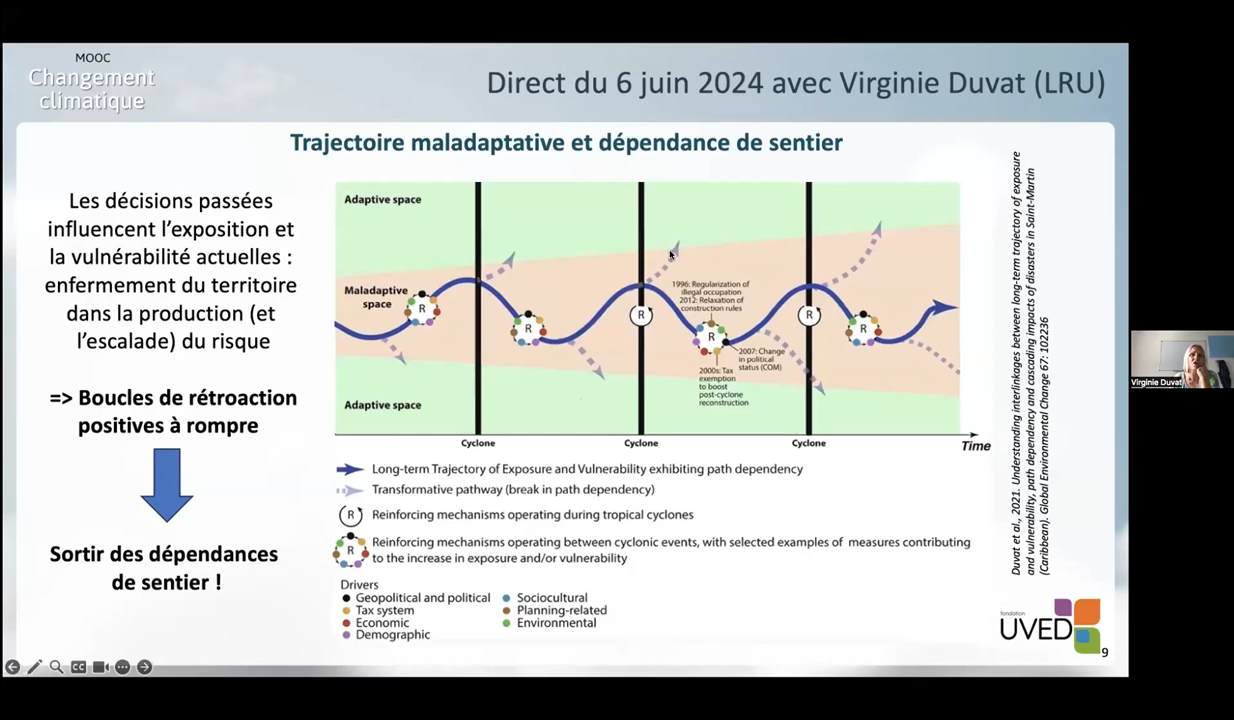 MOOC
Changement
climatique
Direct du 6 juin 2024 avec Virginie Duvat (LRU)
Trajectoire maladaptative et dépendance de sentier
Les décisions passées
influencent l'exposition et
la vulnérabilité actuelles :
enfermement du territoire
dans la production (et
l'escalade) du risque
=> Boucles de rétroaction
positives à rompre
Sortir des dépendances
de sentier !
Adaptive space
Maladaptive
space
R
R
R
1996: Regularization of
illegal occupation
2012: Relaxation of
construction rules
R
2007: Change
in political
status (COM)
2000s: Tax
exemption
to boost
post-cyclone
reconstruction
R
R
Adaptive space
Cyclone
Cyclone
Cyclone
Time
Long-term Trajectory of Exposure and Vulnerability exhibiting path dependency
Transformative pathway (break in path dependency)
R
Reinforcing mechanisms operating during tropical cyclones
R
Reinforcing mechanisms operating between cyclonic events, with selected examples of measures contributing
to the increase in exposure and/or vulnerability
Drivers
Geopolitical and political
Tax system
Economic
Demographic
Sociocultural
Planning-related
Environmental
Duvat et al., 2021. Understanding interlinkages between long-term trajectory of exposure
and vulnerability, path dependency and cascading impacts of disasters in Saint-Martin
(Caribbean). Global Environmental Change 67: 102236
fondation
UVED
9
CC
Virginie Duvat